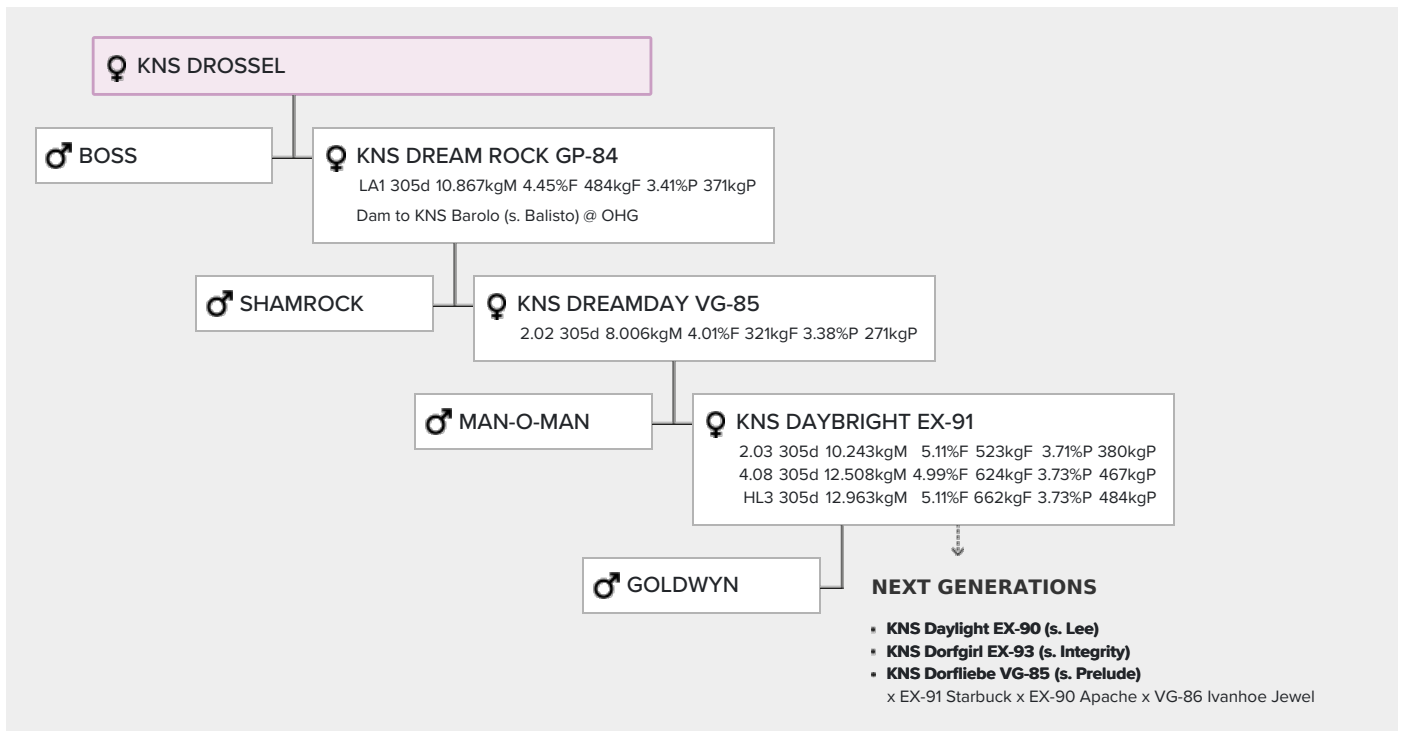 KNS DROSSEL
BOSS
KNS DREAM ROCK GP-84
LA1 305d 10.867kgM 4.45%F 484kgF 3.41%P 371kgP
Dam to KNS Barolo (s. Balisto) @ OHG
SHAMROCK
KNS DREAMDAY VG-85
2.02 305d 8.006kgM 4.01%F 321kgF 3.38%P 271kgP
MAN-O-MAN
KNS DAYBRIGHT EX-91
2.03 305d 10.243kgM 5.11%F 523kgF 3.71%P 380kgP
4.08 305d 12.508kgM 4.99%F 624kgF 3.73%P 467kgP
HL3 305d 12.963kgM 5.11%F 662kgF 3.73%P 484kgP
GOLDWYN
NEXT GENERATIONS
KNS Daylight EX-90 (s. Lee)
KNS Dorfgirl EX-93 (s. Integrity)
KNS Dorfliebe VG-85 (s. Prelude)
x EX-91 Starbuck x EX-90 Apache x VG-86 Ivanhoe Jewel